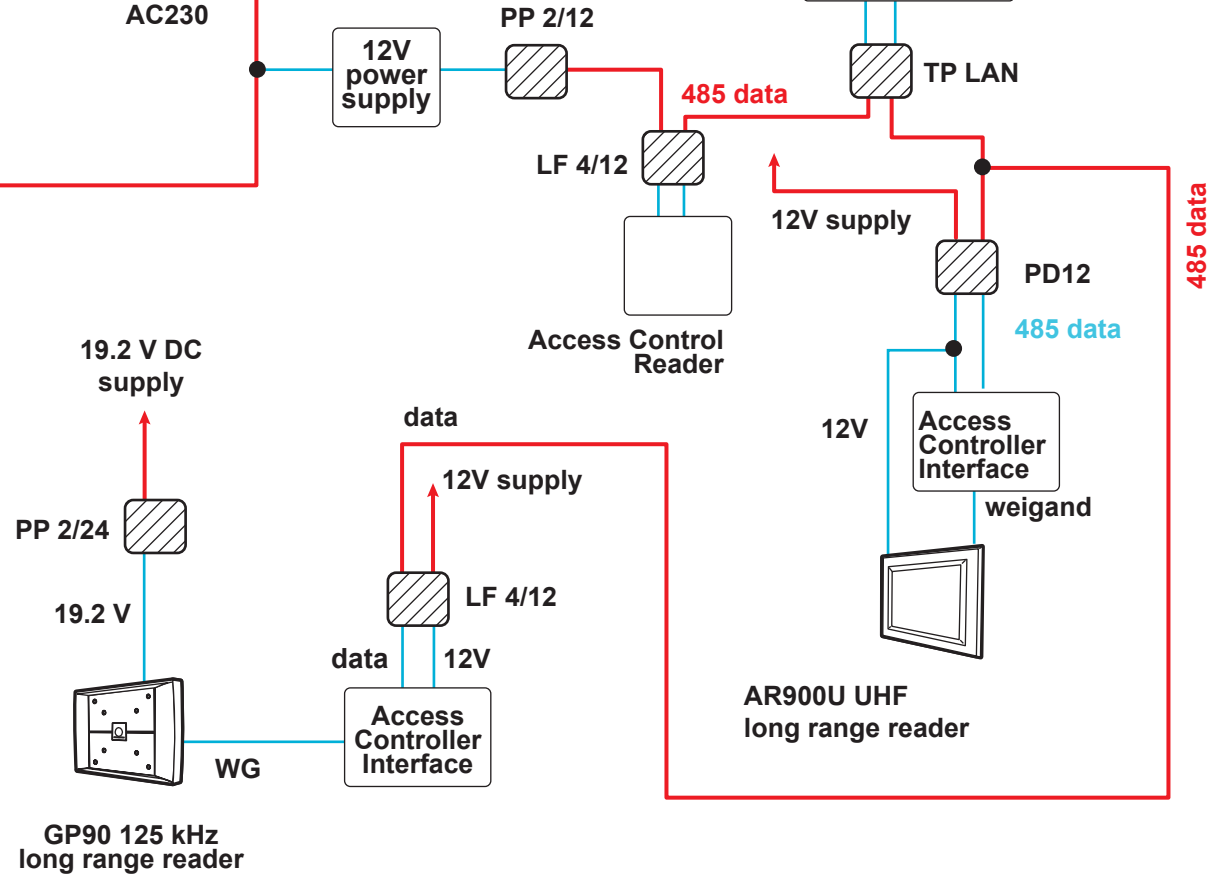 AC230
PP 2/12
12V
power
supply
TP LAN
485 data
LF 4/12
12V supply
485 data
PD12
485 data
Access Control
Reader
19.2 V DC
supply
data
12V
Access
Controller
Interface
12V supply
weigand
PP 2/24
LF 4/12
19.2 V
data
12V
AR900U UHF
long range reader
Access
Controller
Interface
WG
GP90 125 kHz
long range reader